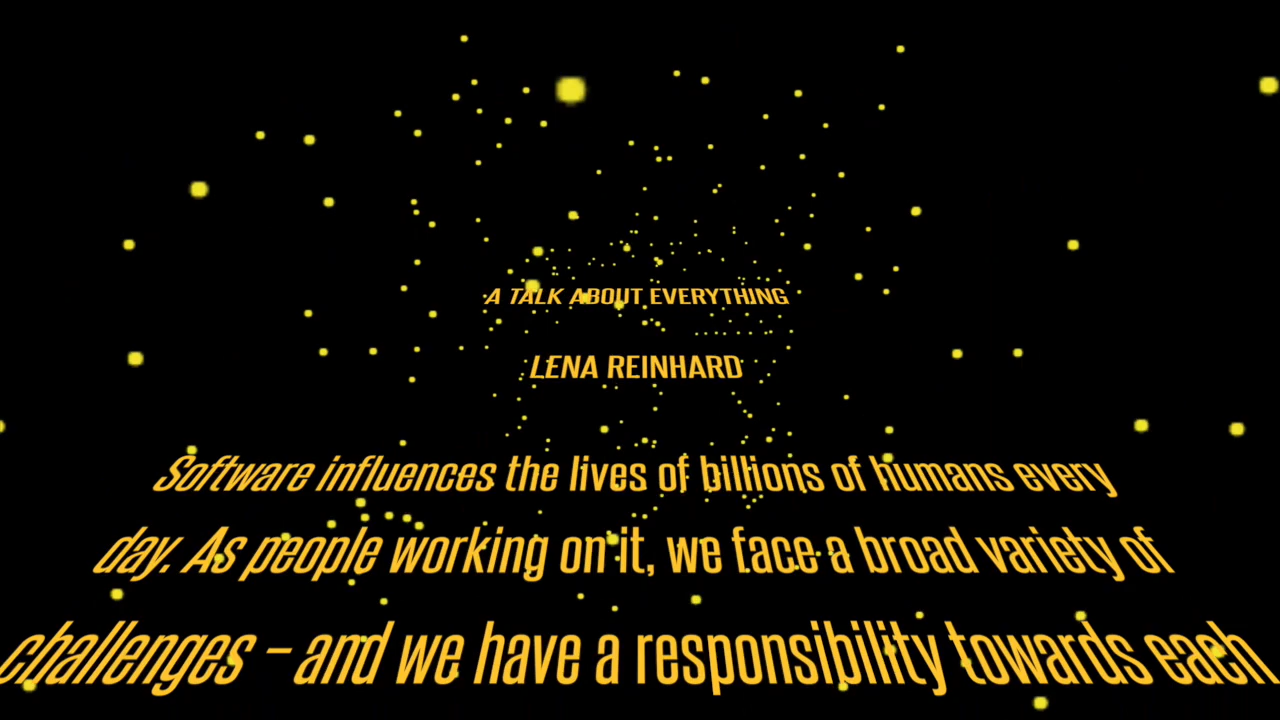 A TALK ABOUT EVERYTHING
LENA REINHARD
Software influences the lives of billions of humans every
day. As people working on it, we face a broad variety of
challenges – and we have a responsibility towards each